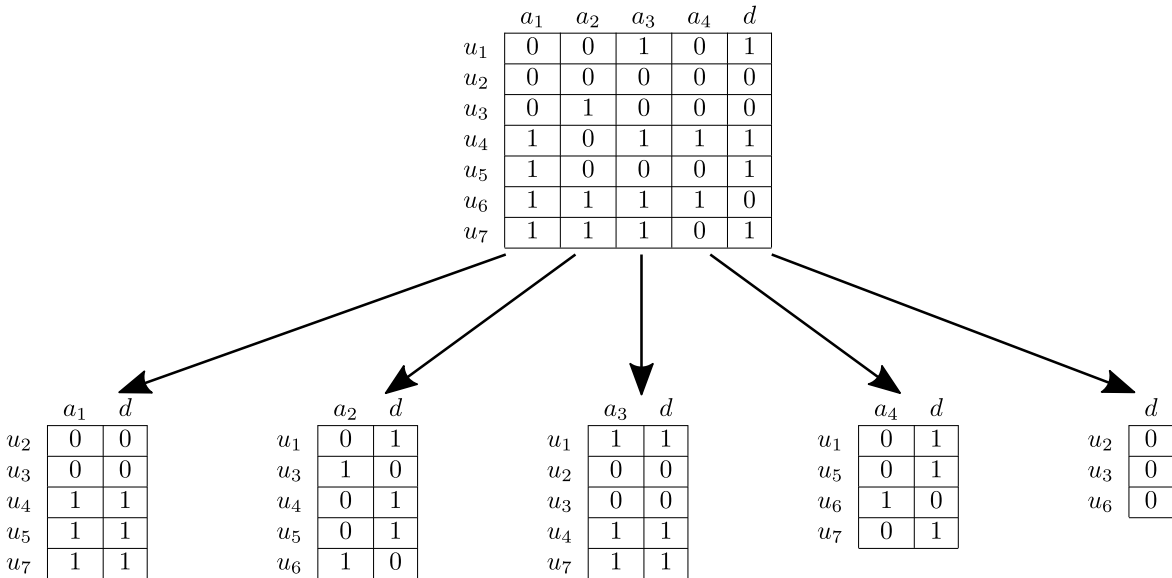 a₁ a₂ a₃ a₄ d
u₁ 0 0 1 0 1
u₂ 0 0 0 0 0
u₃ 0 1 0 0 0
u₄ 1 0 1 1 1
u₅ 1 0 0 0 1
u₆ 1 1 1 1 0
u₇ 1 1 1 0 1
a₁ d
u₂ 0 0
u₃ 0 0
u₄ 1 1
u₅ 1 1
u₇ 1 1
a₂ d
u₁ 0 1
u₃ 1 0
u₄ 0 1
u₅ 0 1
u₆ 1 0
a₃ d
u₁ 1 1
u₂ 0 0
u₃ 0 0
u₄ 1 1
u₇ 1 1
a₄ d
u₁ 0 1
u₅ 0 1
u₆ 1 0
u₇ 0 1
d
u₂ 0
u₃ 0
u₆ 0